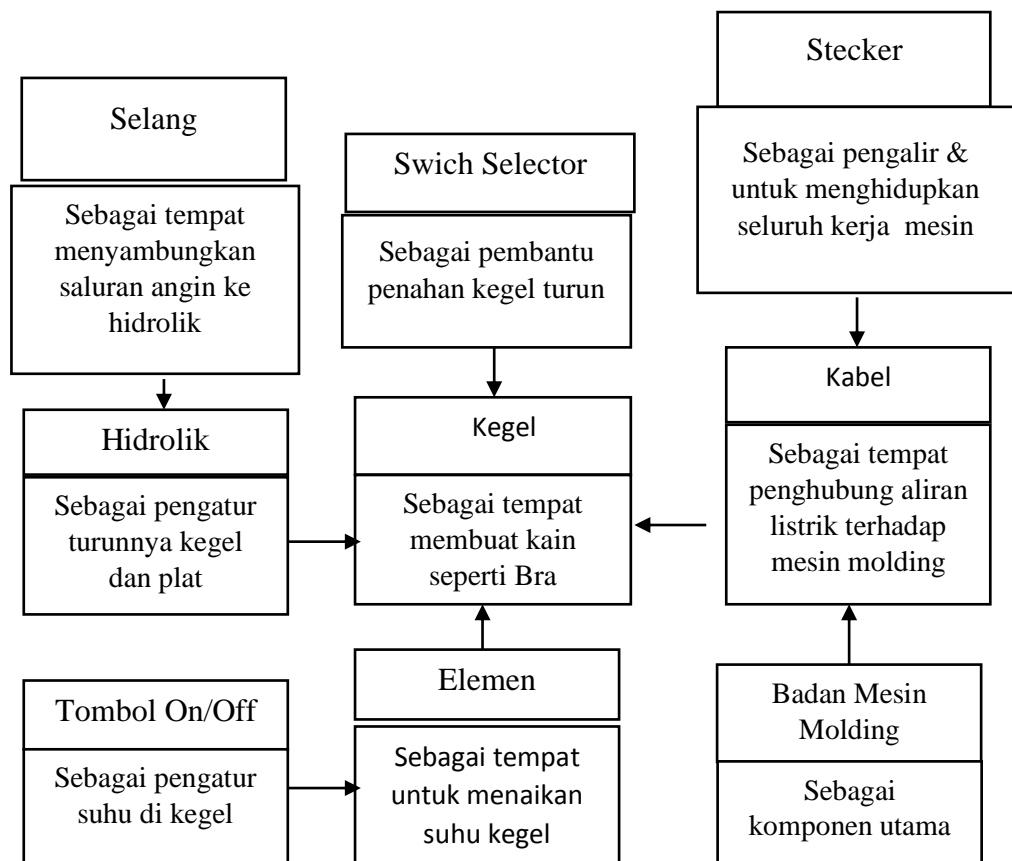 Selang
Sebagai tempat
menyambungkan
saluran angin ke
hidrolik
Swich Selector
Sebagai pembantu
penahan kegel turun
Stecker
Sebagai pengalir &
untuk menghidupkan
seluruh kerja mesin
Hidrolik
Sebagai pengatur
turunnya kegel
dan plat
Kegel
Sebagai tempat
membuat kain
seperti Bra
Kabel
Sebagai tempat
penghubung aliran
listrik terhadap
mesin molding
Tombol On/Off
Sebagai pengatur
suhu di kegel
Elemen
Sebagai tempat
untuk menaikan
suhu kegel
Badan Mesin
Molding
Sebagai
komponen utama